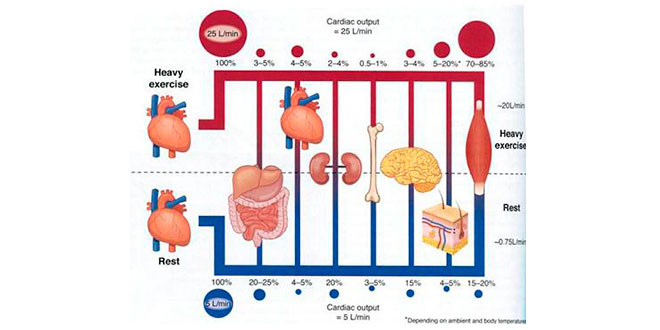 Cardiac output
= 25 L/min
25 L/min
100% 3–5% 4–5% 2–4% 0.5–1% 3–4% 5–20%* 70–85%
Heavy
exercise
~20L/min
Heavy
exercise
Rest
~0.75L/min
Rest
100% 20–25% 4–5% 20% 3–5% 15% 4–5% 15–20%
5 L/min
Cardiac output
= 5 L/min
*Depending on ambient and body temperature